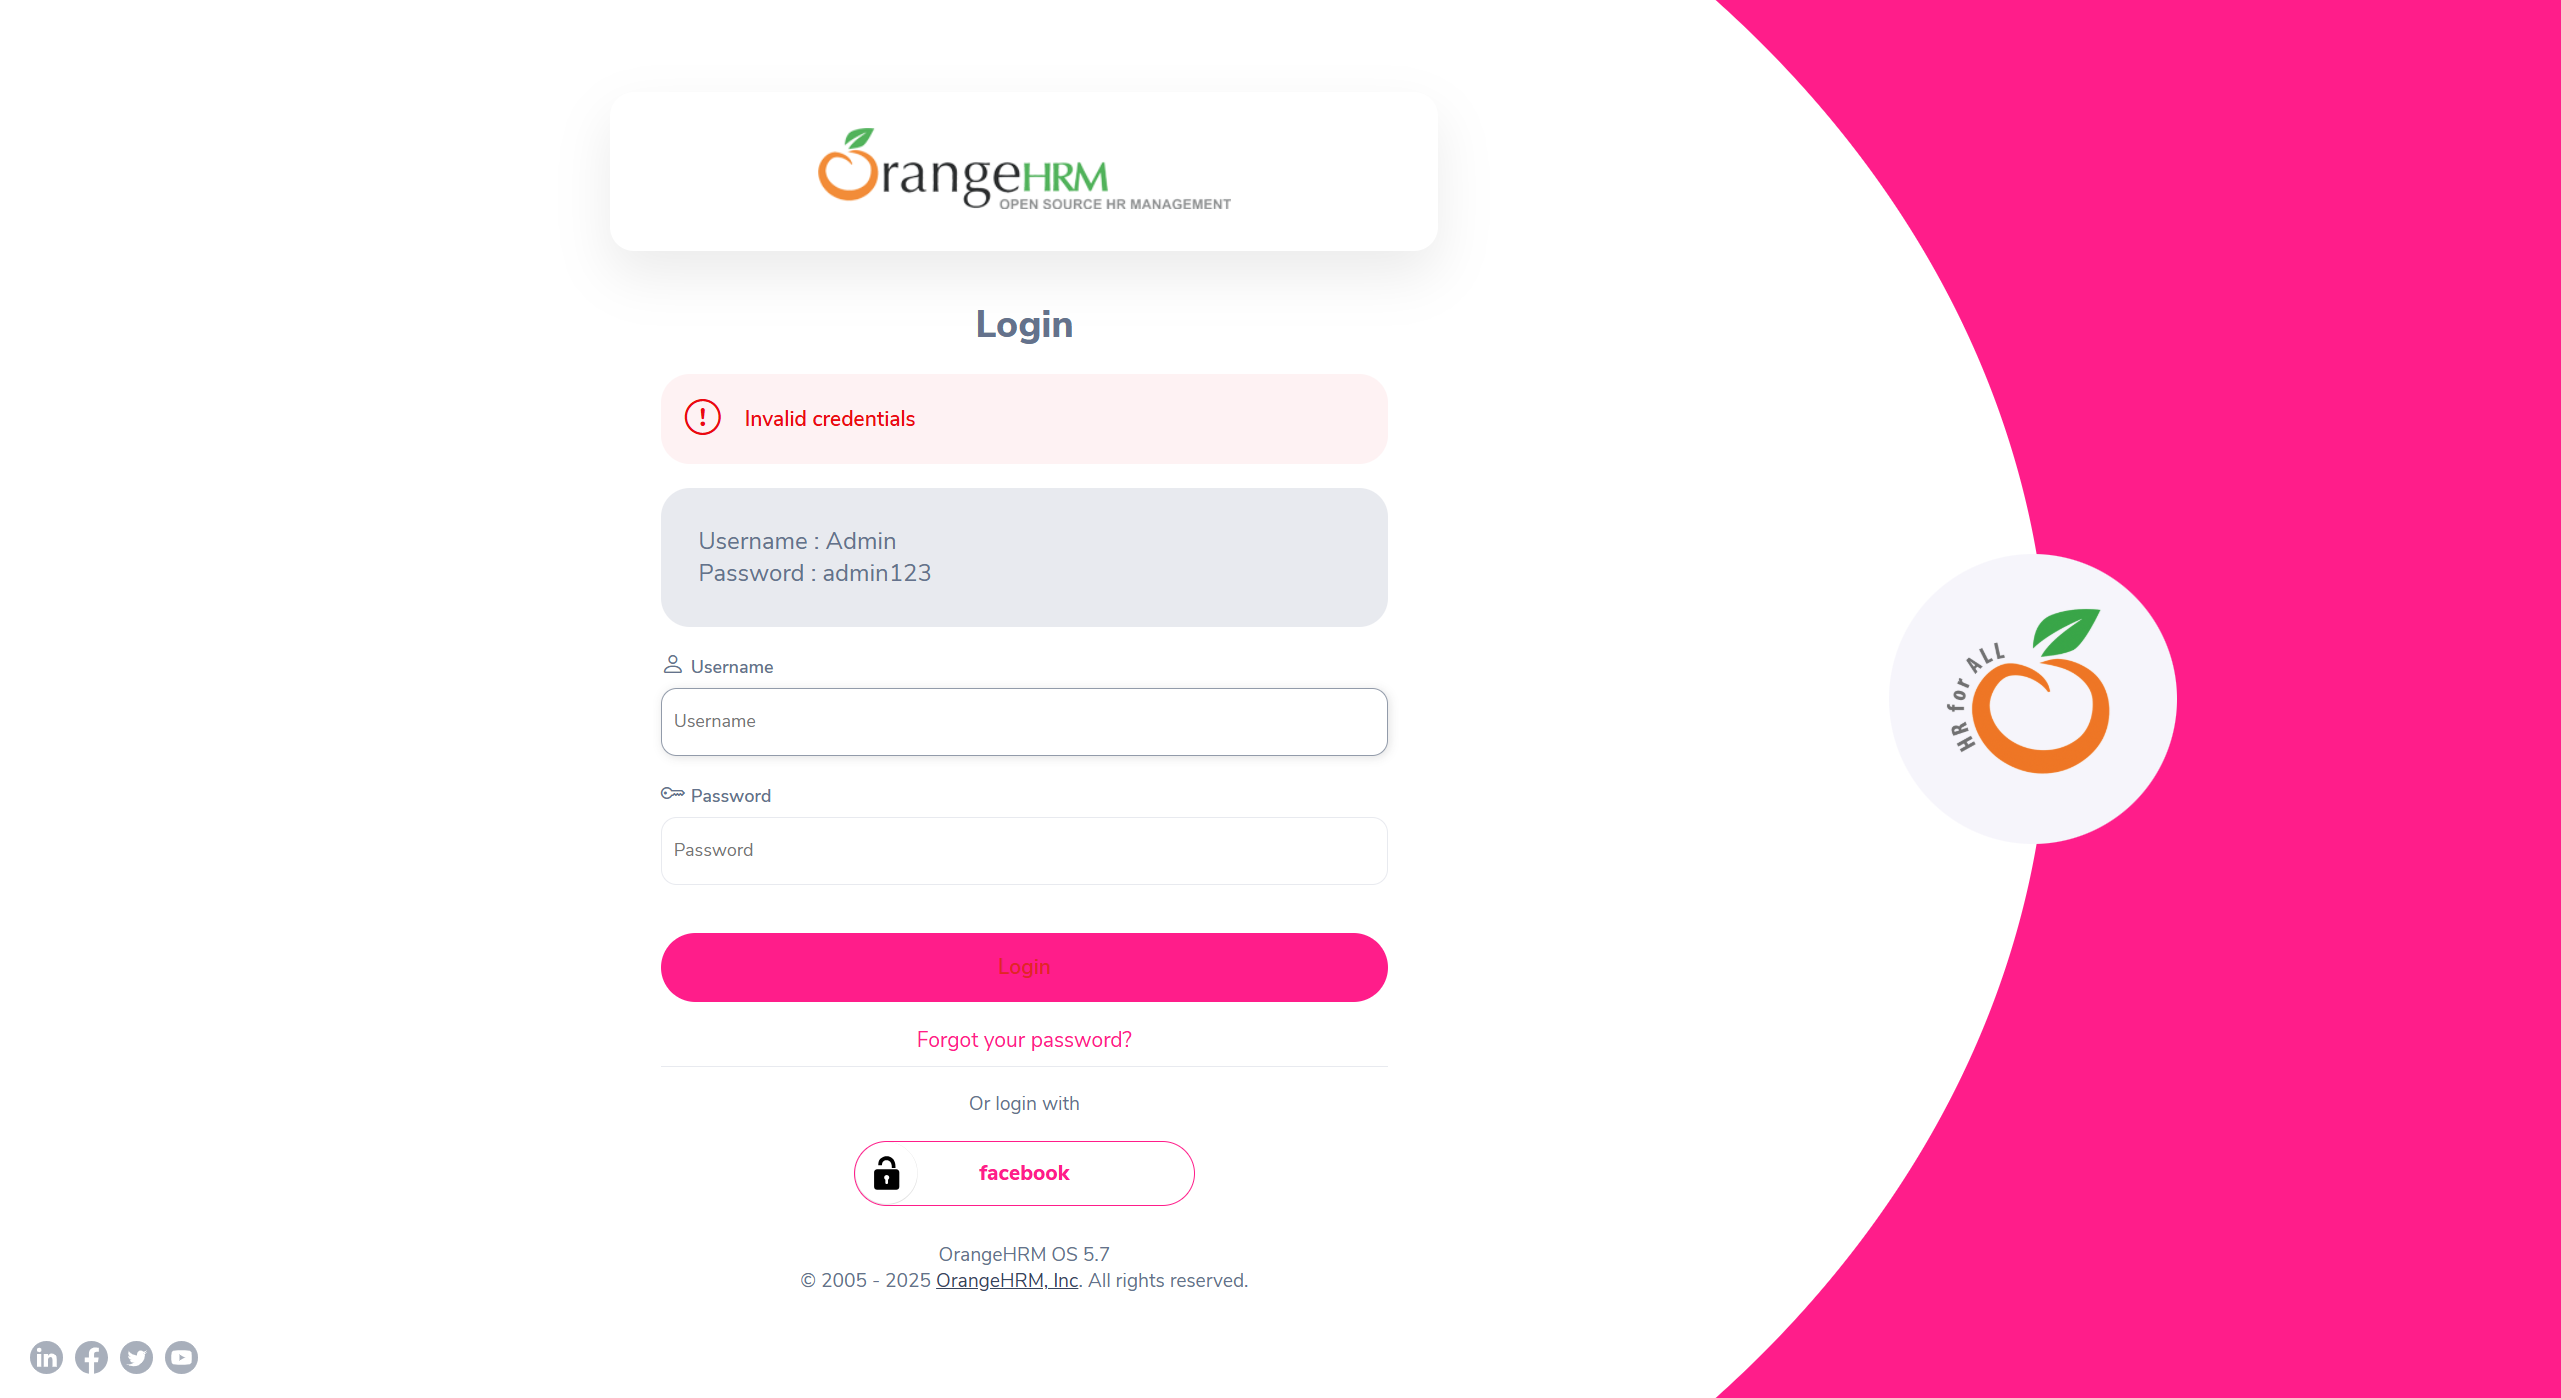 OrangeHRM
OPEN SOURCE HR MANAGEMENT
Login
Invalid credentials
Username : Admin
Password : admin123
Username
Username
Password
Password
Login
Forgot your password?
Or login with
facebook
OrangeHRM OS 5.7
© 2005 - 2025 OrangeHRM, Inc. All rights reserved.
HR for ALL